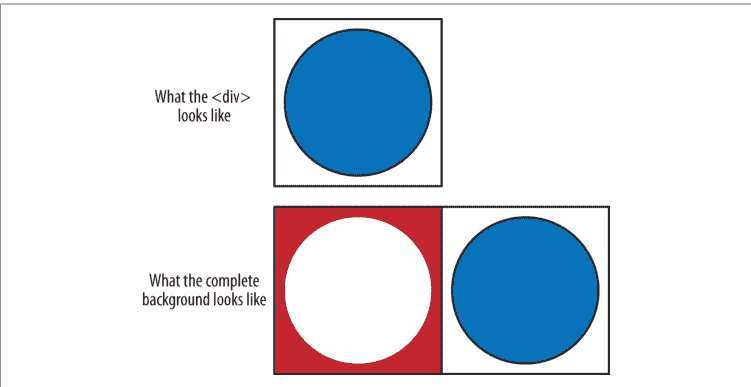 What the <div>
looks like
What the complete
background looks like